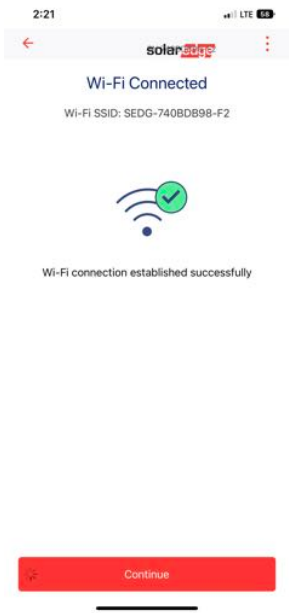 2:21 LTE 58
solaredge
Wi-Fi Connected
Wi-Fi SSID: SEDG-740BDB98-F2
Wi-Fi connection established successfully
Continue